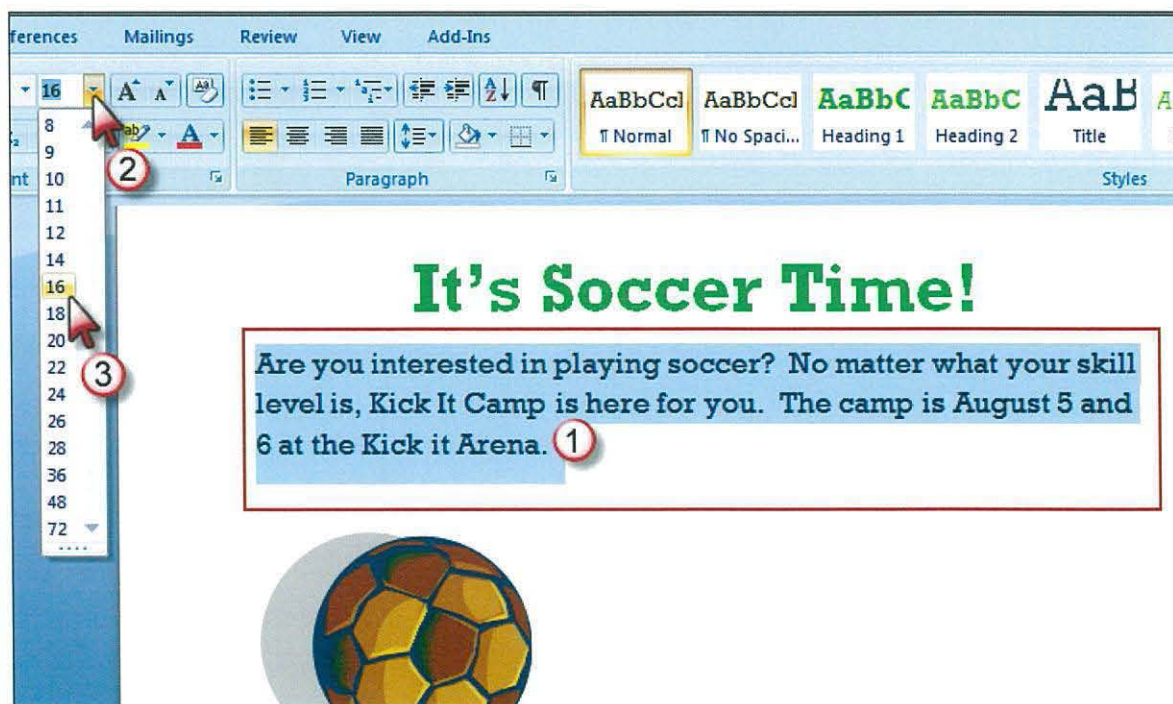 ferences Mailings Review View Add-Ins
16 A A Aa
8
9
10
11
12
14
16
18
20
22
24
26
28
36
48
72
ab A
2
3
nt Paragraph Styles
AaBbCcI AaBbCcI AaBbC AaBbC AaB A
¶ Normal ¶ No Spaci... Heading 1 Heading 2 Title
It's Soccer Time!
Are you interested in playing soccer? No matter what your skill
level is, Kick It Camp is here for you. The camp is August 5 and
6 at the Kick it Arena. 1